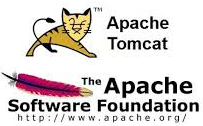 Apache
Tomcat
TM
The Apache
Software Foundation
http://www.apache.org/